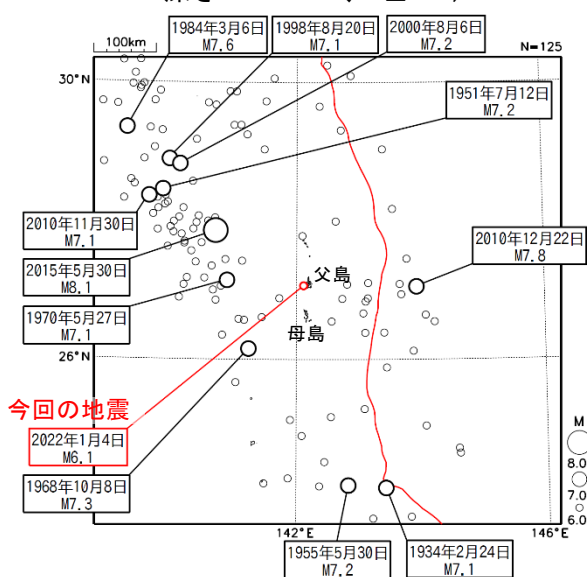 1984年3月6日
M7.6
1998年8月20日
M7.1
2000年8月6日
M7.2
100km
N=125
30°N
1951年7月12日
M7.2
2010年11月30日
M7.1
2015年5月30日
M8.1
1970年5月27日
M7.1
2010年12月22日
M7.8
父島
母島
26°N
今回の地震
2022年1月4日
M6.1
1968年10月8日
M7.3
M
8.0
7.0
6.0
142°E
146°E
1955年5月30日
M7.2
1934年2月24日
M7.1